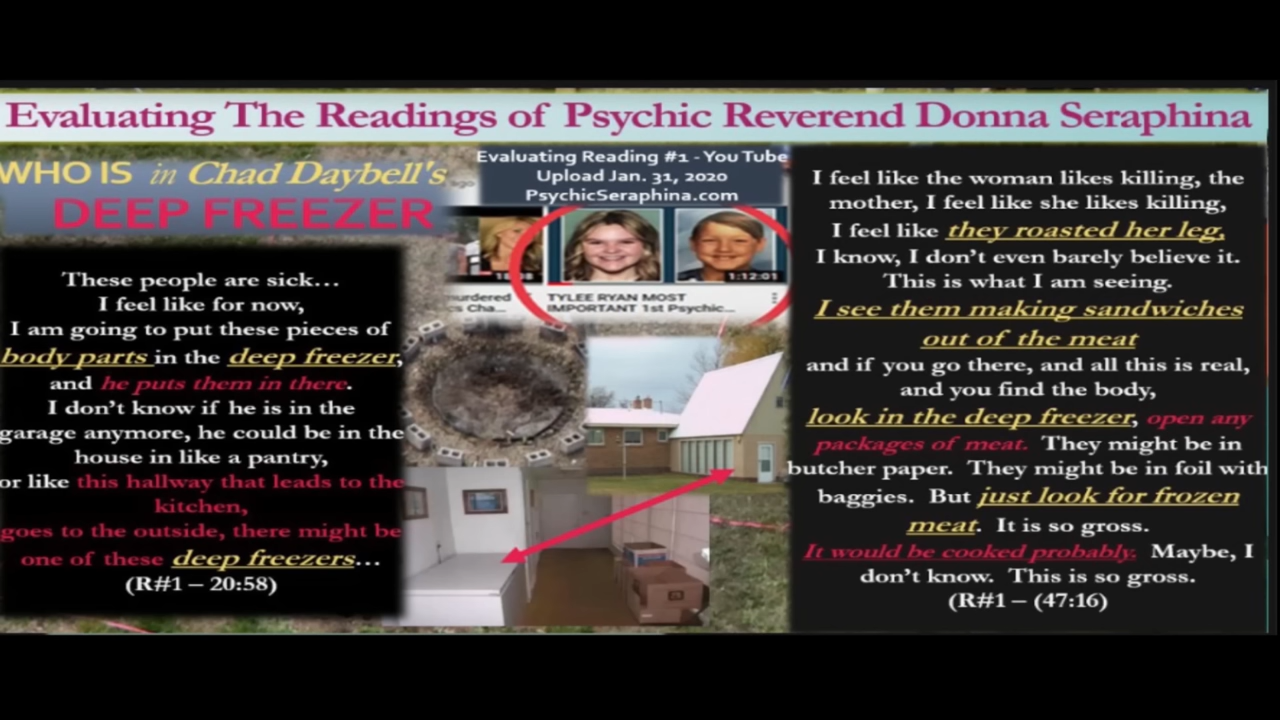 Evaluating The Readings of Psychic Reverend Donna Seraphina
WHO IS in Chad Daybell's
DEEP FREEZER
These people are sick…
I feel like for now,
I am going to put these pieces of
body parts in the deep freezer,
and he puts them in there.
I don't know if he is in the
garage anymore, he could be in the
house in like a pantry,
or like this hallway that leads to the
kitchen,
goes to the outside, there might be
one of these deep freezers…
(R#1 – 20:58)
Evaluating Reading #1 - You Tube
Upload Jan. 31, 2020
PsychicSeraphina.com
ago
1:12:01
murdered
s Cha...
TYLEE RYAN MOST
IMPORTANT 1st Psychic...
I feel like the woman likes killing, the
mother, I feel like she likes killing,
I feel like they roasted her leg,
I know, I don't even barely believe it.
This is what I am seeing.
I see them making sandwiches
out of the meat
and if you go there, and all this is real,
and you find the body,
look in the deep freezer, open any
packages of meat. They might be in
butcher paper. They might be in foil with
baggies. But just look for frozen
meat. It is so gross.
It would be cooked probably. Maybe, I
don't know. This is so gross.
(R#1 – (47:16)